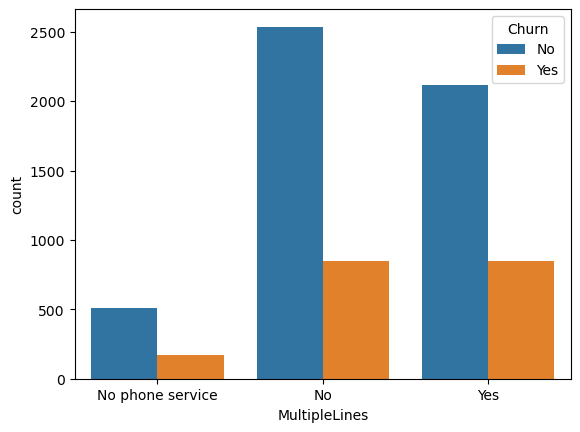 Churn
No
Yes
2500
2000
1500
1000
500
0
count
No phone service
No
Yes
MultipleLines